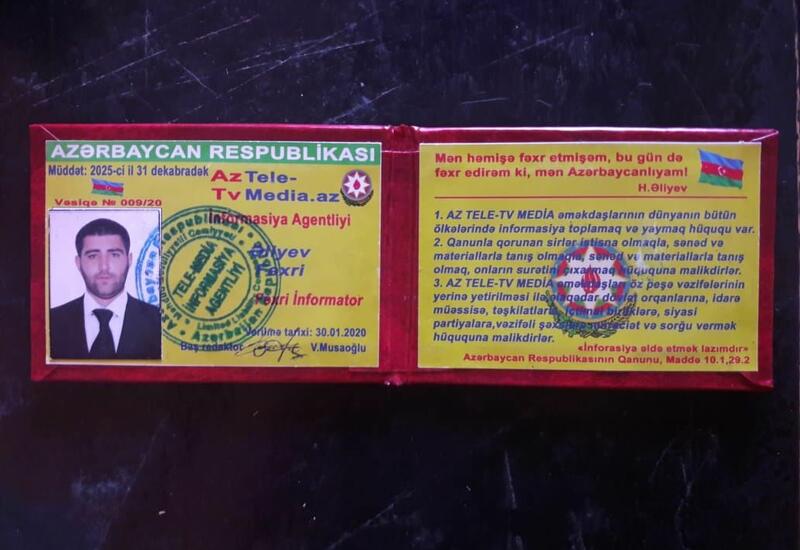 AZƏRBAYCAN RESPUBLİKASI
Müddət: 2025-ci il 31 dekabradək
Az Tele-
Tv Media.az
Vəsiqə № 009/20
İnformasiya Agentliyi
Əliyev
Fəxri
Fəxri İnformator
TELE-MEDİA
İNFORMASİYA
AGENTLİYİ
Verilmə tarixi: 30.01.2020
Baş redaktor V.Musaoğlu
Mən həmişə fəxr etmişəm, bu gün də
fəxr edirəm ki, mən Azərbaycanlıyam!
H.Əliyev
1. AZ TELE-TV MEDİA əməkdaşlarının dünyanın bütün
ölkələrində informasiya toplamaq və yaymaq hüququ var.
2. Qanunla qorunan sirlər istisna olmaqla, sənəd və
materiallarla tanış olmaqla, sənəd və materiallarla tanış
olmaq, onların surətini çıxarmaq hüququna malikdirlər.
3. AZ TELE-TV MEDİA əməkdaşları öz peşə vəzifələrinin
yerinə yetirilməsi ilə əlaqədar dövlət orqanlarına, idarə
müəssisə, təşkilatlara, ictimai birliklərə, siyasi
partiyalara,vəzifəli şəxslərə müraciət və sorğu vermək
hüququna malikdirlər.
«İnforasiya əldə etmək lazımdır»
Azərbaycan Respublikasının Qanunu, Maddə 10.1,29.2